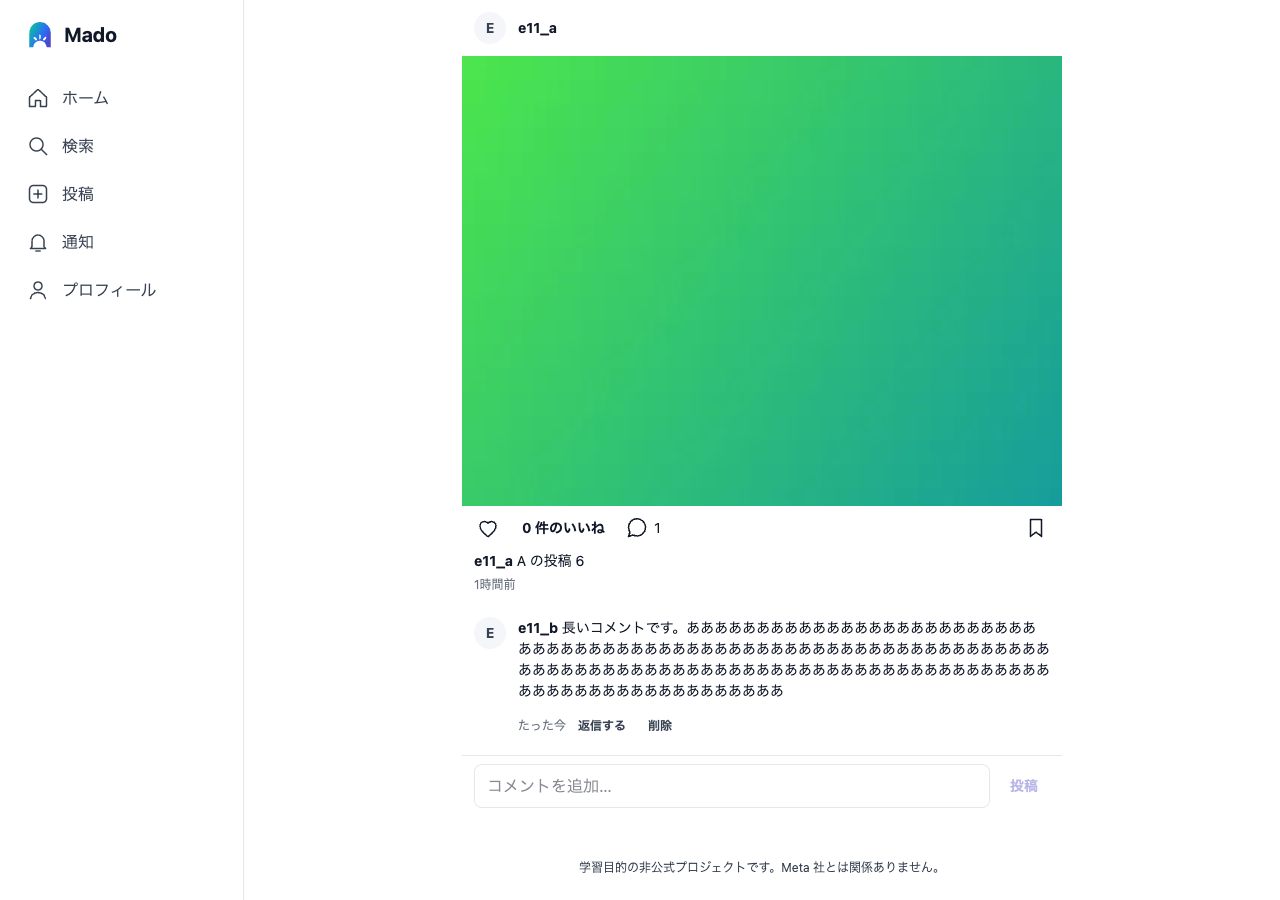 Mado
ホーム
検索
投稿
通知
プロフィール
E e11_a
0 件のいいね 1
e11_a A の投稿 6
1時間前
E e11_b 長いコメントです。あああああああああああああああああああああああああ
ああああああああああああああああああああああああああああああああああああああ
ああああああああああああああああああああああああああああああああああああああ
あああああああああああああああああああ
たった今 返信する 削除
コメントを追加... 投稿
学習目的の非公式プロジェクトです。Meta 社とは関係ありません。